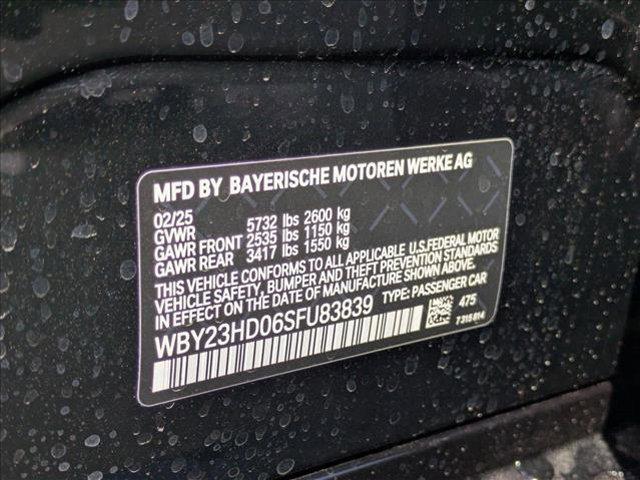 MFD BY BAYERISCHE MOTOREN WERKE AG
02/25
GVWR 5732 lbs 2600 kg
GAWR FRONT 2535 lbs 1150 kg
GAWR REAR 3417 lbs 1550 kg
THIS VEHICLE CONFORMS TO ALL APPLICABLE U.S.FEDERAL MOTOR
VEHICLE SAFETY, BUMPER AND THEFT PREVENTION STANDARDS
IN EFFECT ON THE DATE OF MANUFACTURE SHOWN ABOVE.
WBY23HD06SFU83839 TYPE: PASSENGER CAR
475
7315814